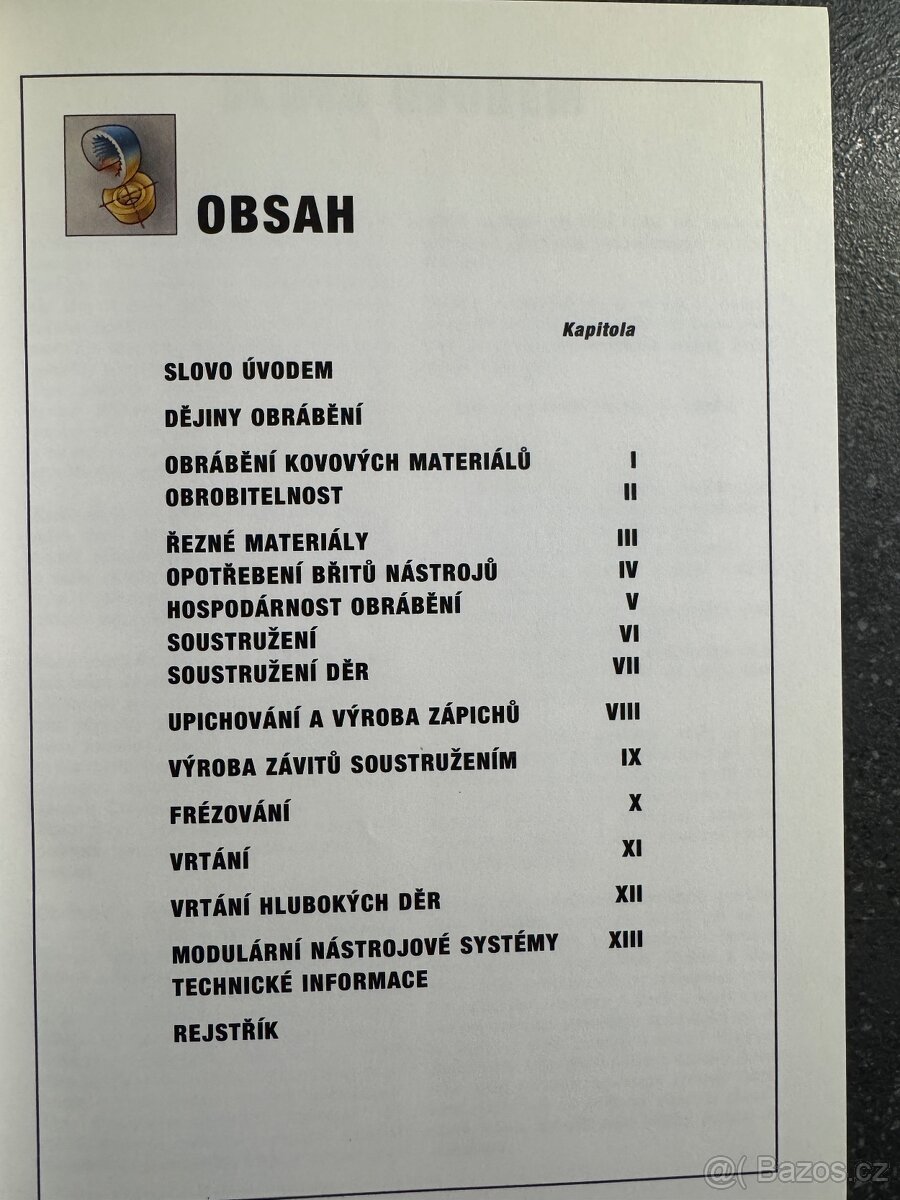 OBSAH
Kapitola
SLOVO ÚVODEM
DĚJINY OBRÁBĚNÍ
OBRÁBĚNÍ KOVOVÝCH MATERIÁLŮ I
OBROBITELNOST II
ŘEZNÉ MATERIÁLY III
OPOTŘEBENÍ BŘITŮ NÁSTROJŮ IV
HOSPODÁRNOST OBRÁBĚNÍ V
SOUSTRUŽENÍ VI
SOUSTRUŽENÍ DĚR VII
UPICHOVÁNÍ A VÝROBA ZÁPICHŮ VIII
VÝROBA ZÁVITŮ SOUSTRUŽENÍM IX
FRÉZOVÁNÍ X
VRTÁNÍ XI
VRTÁNÍ HLUBOKÝCH DĚR XII
MODULÁRNÍ NÁSTROJOVÉ SYSTÉMY XIII
TECHNICKÉ INFORMACE
REJSTŘÍK
@( Bazos.cz